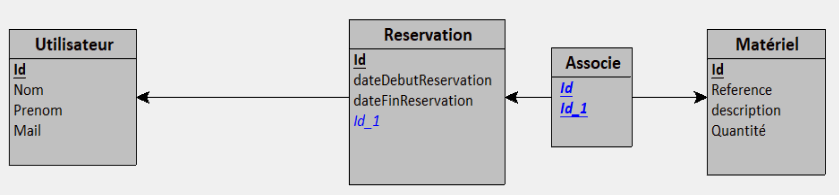 Utilisateur
Id
Nom
Prenom
Mail
Reservation
Id
dateDebutReservation
dateFinReservation
Id_1
Associe
Id
Id_1
Matériel
Id
Reference
description
Quantité